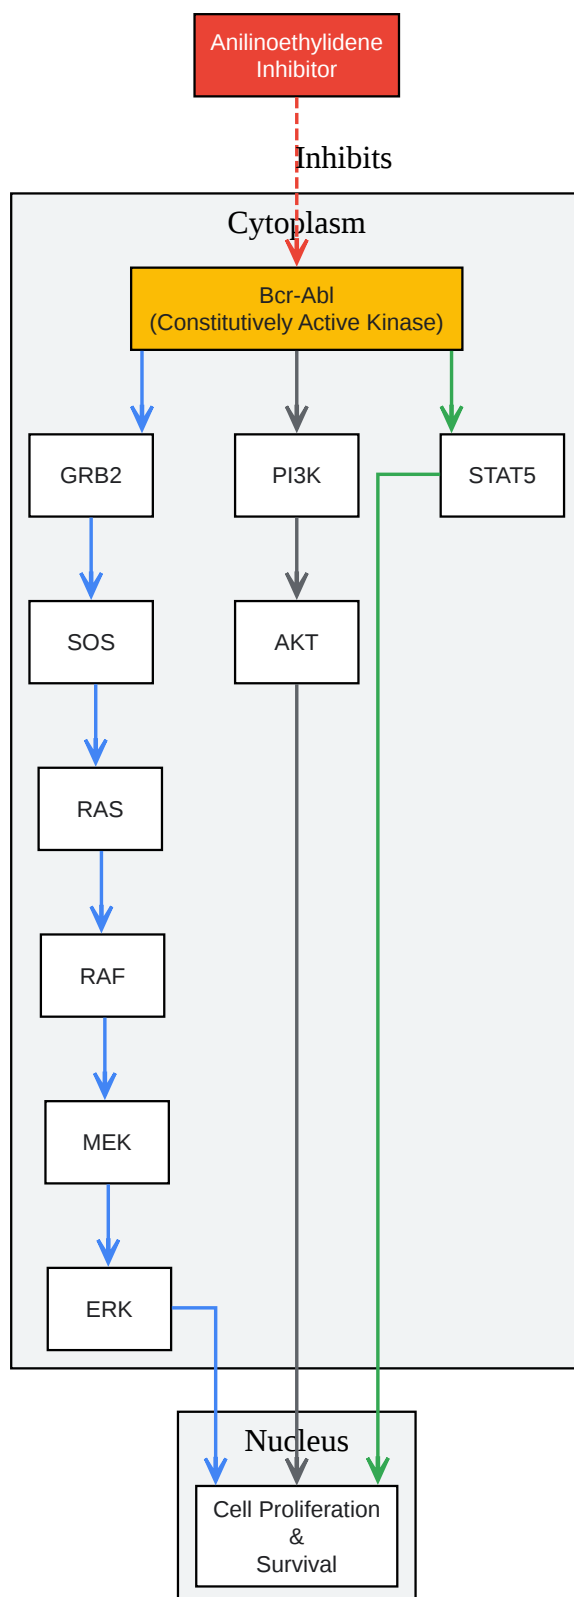 Anilinoethylidene
Inhibitor
Inhibits
Cytoplasm
Bcr-Abl
(Constitutively Active Kinase)
GRB2
PI3K
STAT5
SOS
AKT
RAS
RAF
MEK
ERK
Nucleus
Cell Proliferation
&
Survival